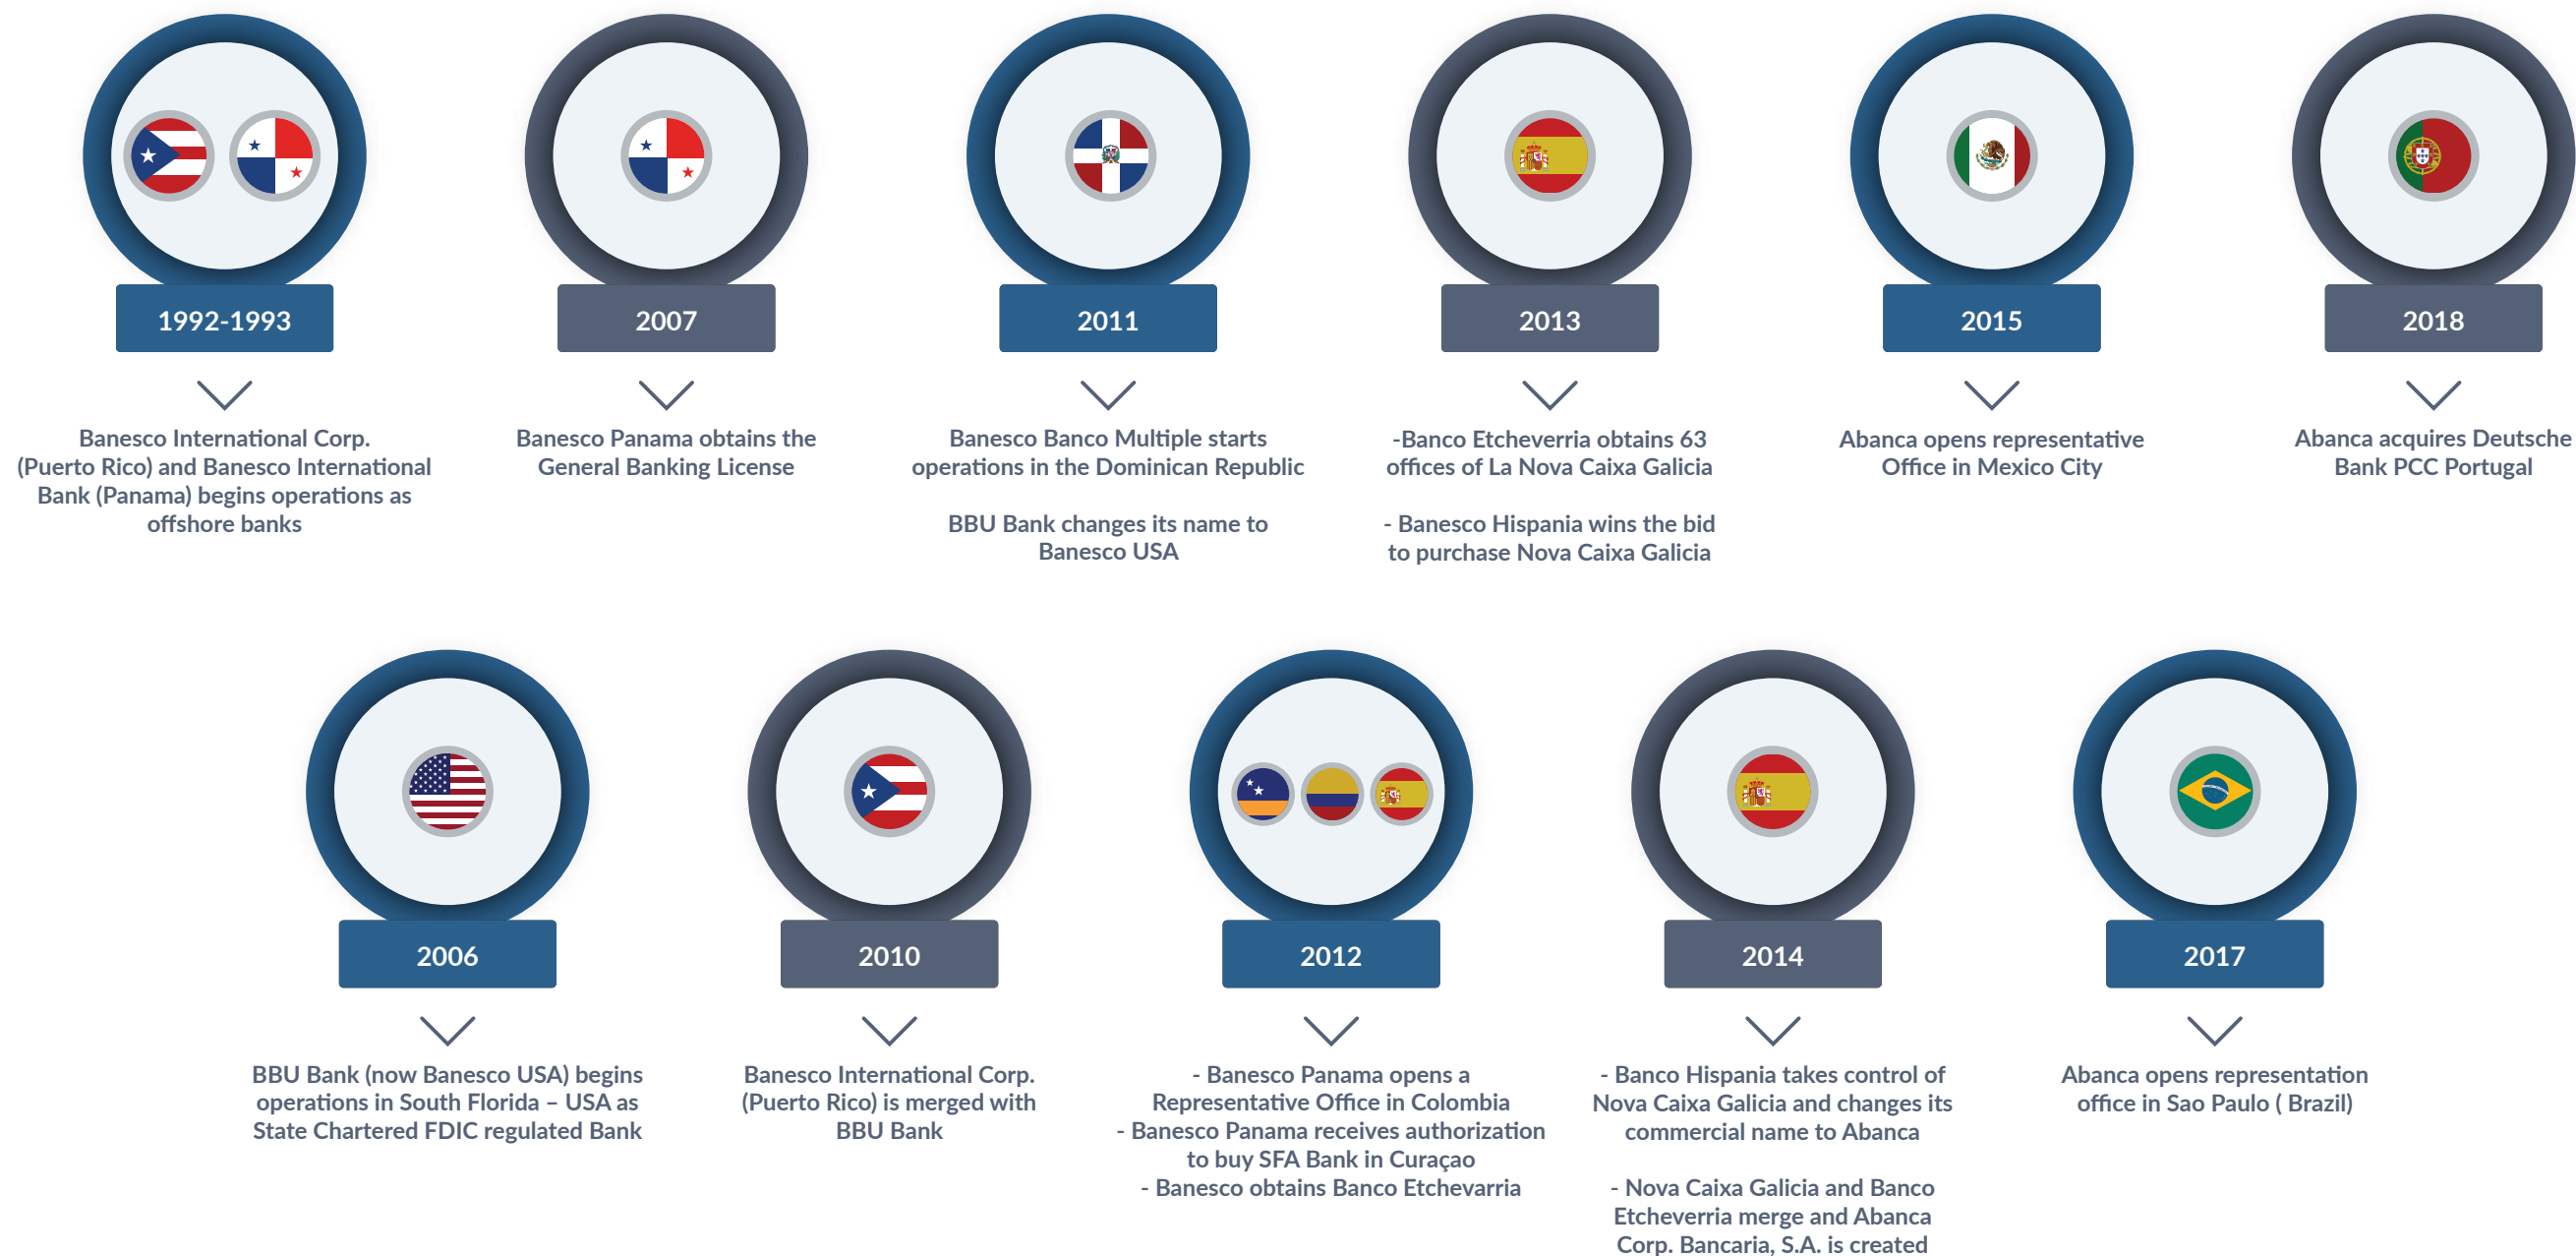 1992-1993
Banesco International Corp.
(Puerto Rico) and Banesco International
Bank (Panama) begins operations as
offshore banks
2007
Banesco Panama obtains the
General Banking License
2011
Banesco Banco Multiple starts
operations in the Dominican Republic
BBU Bank changes its name to
Banesco USA
2013
-Banco Etcheverria obtains 63
offices of La Nova Caixa Galicia
- Banesco Hispania wins the bid
to purchase Nova Caixa Galicia
2015
Abanca opens representative
Office in Mexico City
2018
Abanca acquires Deutsche
Bank PCC Portugal
2006
BBU Bank (now Banesco USA) begins
operations in South Florida – USA as
State Chartered FDIC regulated Bank
2010
Banesco International Corp.
(Puerto Rico) is merged with
BBU Bank
2012
- Banesco Panama opens a
Representative Office in Colombia
- Banesco Panama receives authorization
to buy SFA Bank in Curaçao
- Banesco obtains Banco Etchevarria
2014
- Banco Hispania takes control of
Nova Caixa Galicia and changes its
commercial name to Abanca
- Nova Caixa Galicia and Banco
Etcheverria merge and Abanca
Corp. Bancaria, S.A. is created
2017
Abanca opens representation
office in Sao Paulo ( Brazil)